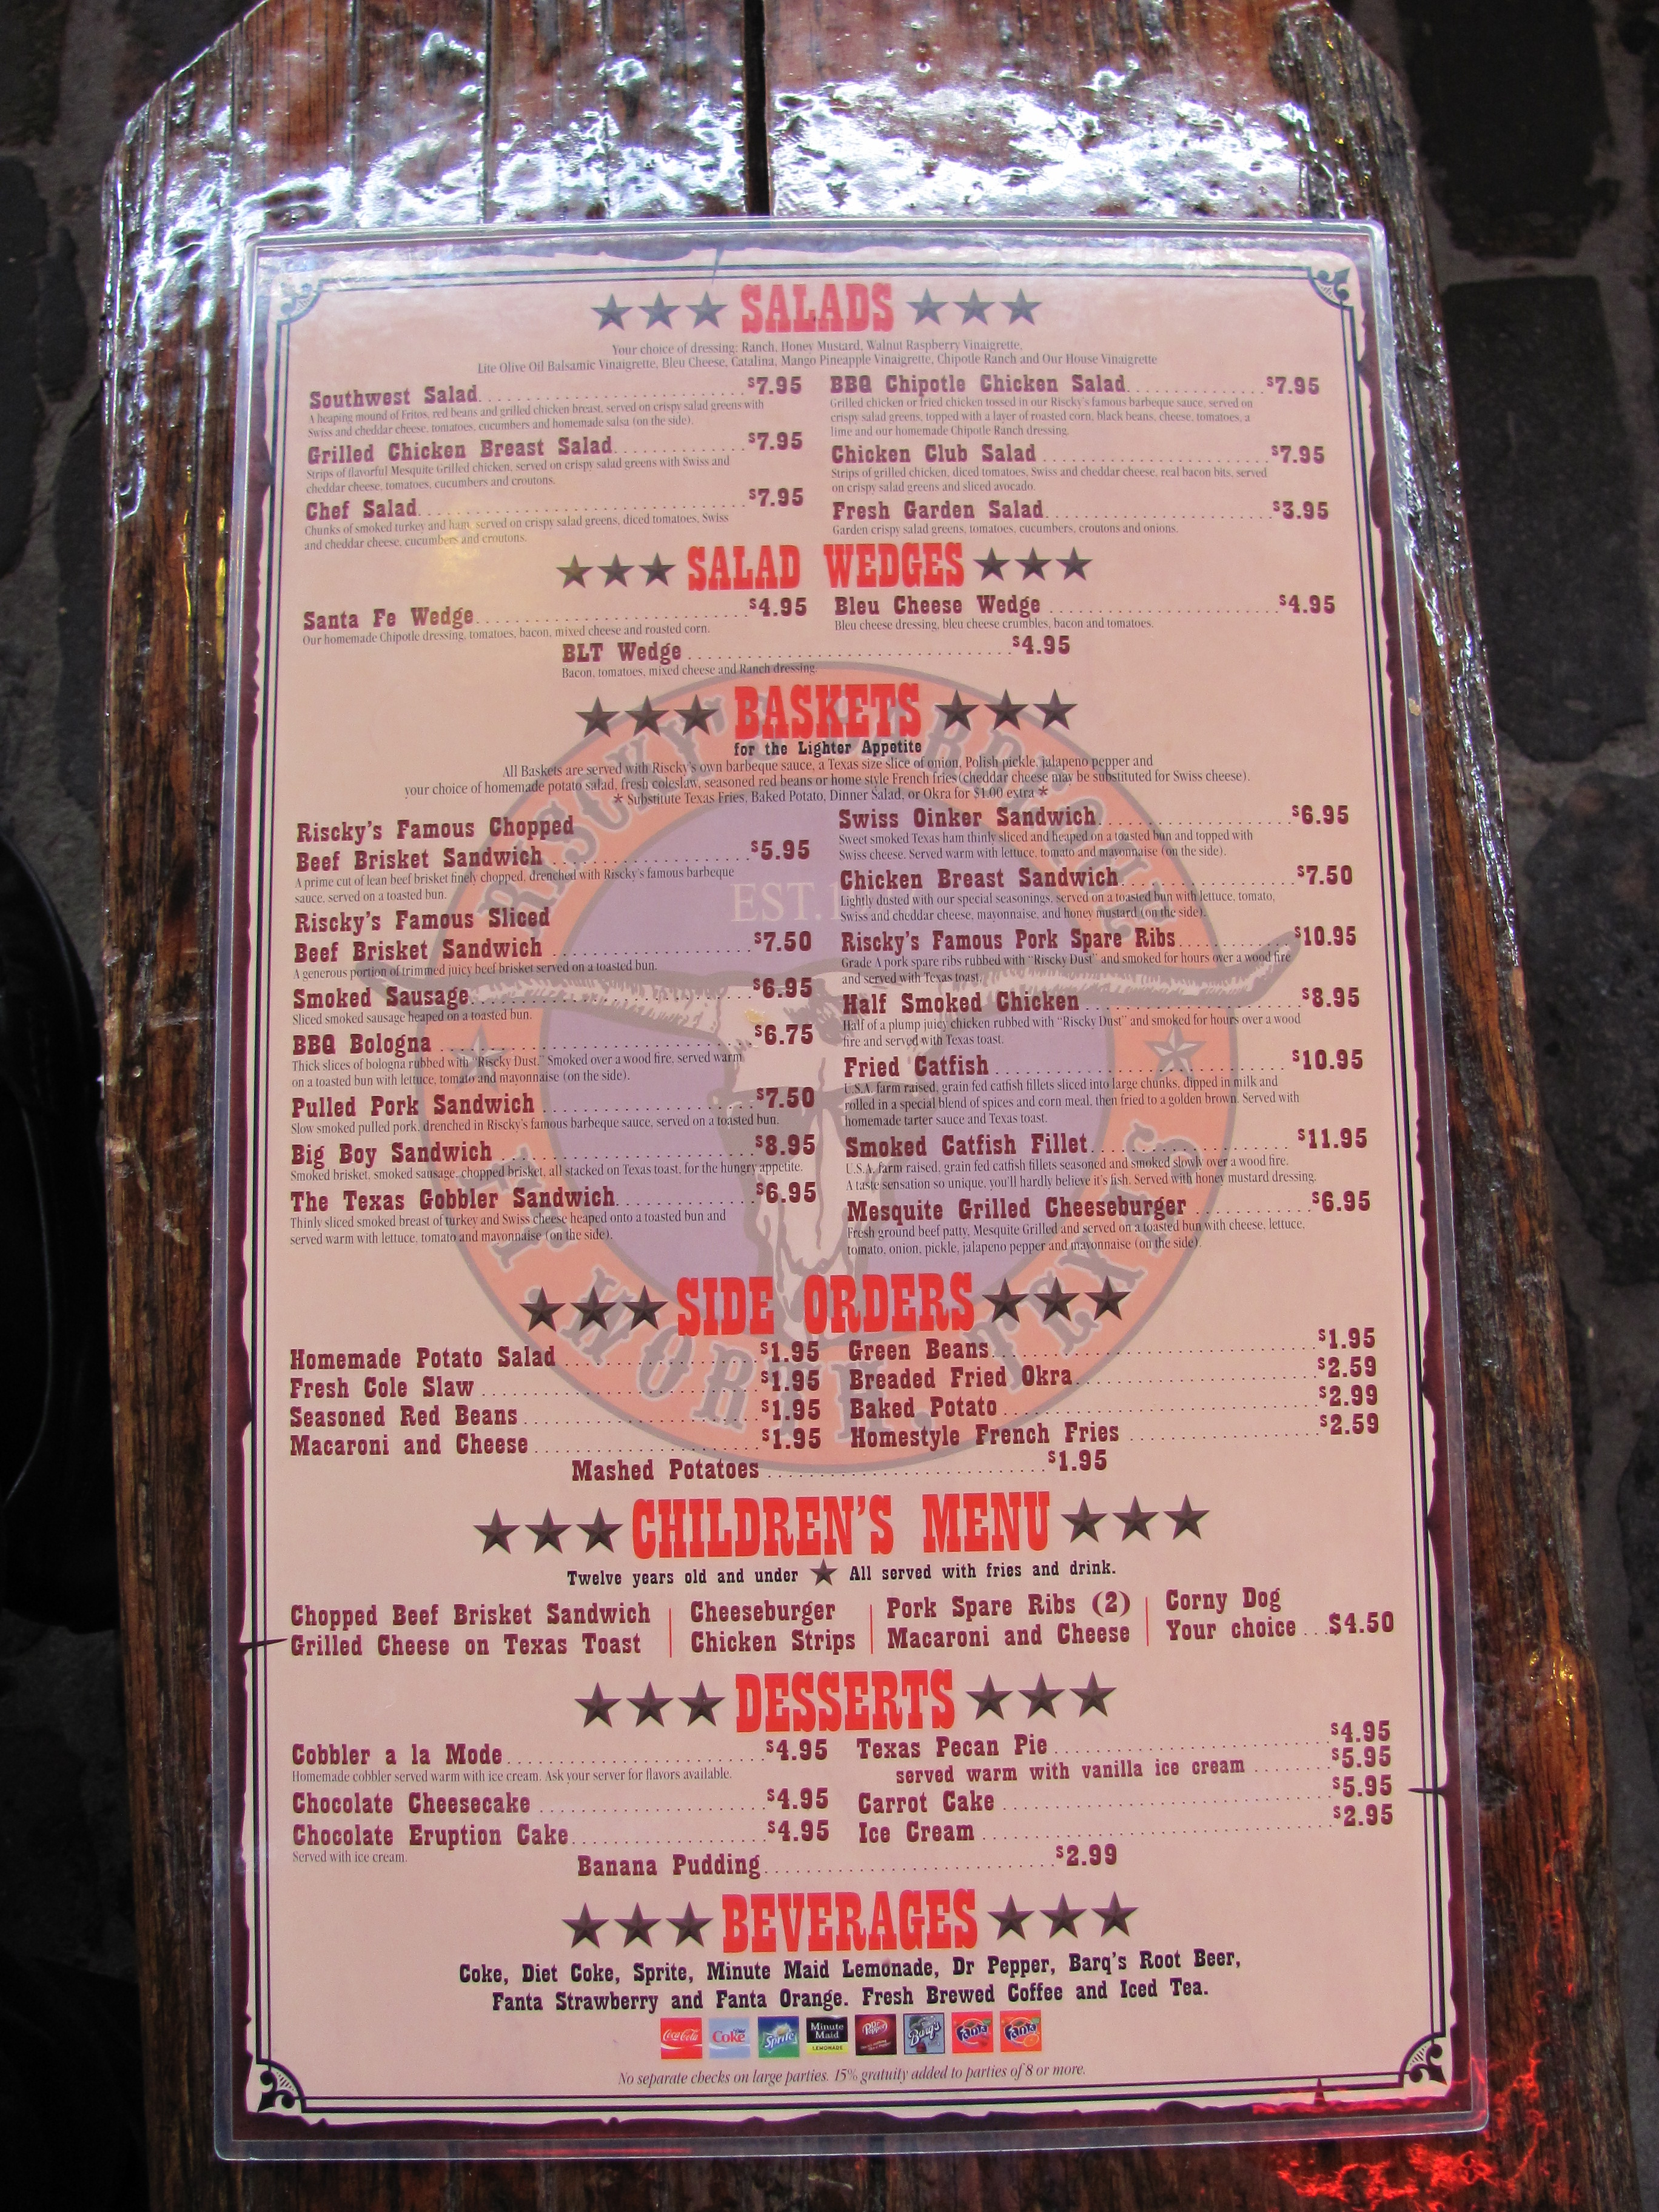 SALADS
Your choice of dressing: Ranch, Honey Mustard, Walnut Raspberry Vinaigrette,
Lite Olive Oil Balsamic Vinaigrette, Bleu Cheese, Catalina, Mango Pineapple Vinaigrette, Chipotle Ranch and Our House Vinaigrette
Southwest Salad $7.95
A heaping mound of Fritos, red beans and grilled chicken breast, served on crispy salad greens with
Swiss and cheddar cheese, tomatoes, cucumbers and homemade salsa (on the side).
Grilled Chicken Breast Salad $7.95
Strips of flavorful Mesquite Grilled chicken, served on crispy salad greens with Swiss and
cheddar cheese, tomatoes, cucumbers and croutons.
Chef Salad $7.95
Chunks of smoked turkey and ham, served on crispy salad greens, diced tomatoes, Swiss
and cheddar cheese, cucumbers and croutons.
BBQ Chipotle Chicken Salad $7.95
Grilled chicken or fried chicken tossed in our Riscky's famous barbeque sauce, served on
crispy salad greens, topped with a layer of roasted corn, black beans, cheese, tomatoes, a
lime and our homemade Chipotle Ranch dressing.
Chicken Club Salad $7.95
Strips of grilled chicken, diced tomatoes, Swiss and cheddar cheese, real bacon bits, served
on crispy salad greens and sliced avocado.
Fresh Garden Salad $3.95
Garden crispy salad greens, tomatoes, cucumbers, croutons and onions.
SALAD WEDGES
Santa Fe Wedge $4.95
Our homemade Chipotle dressing, tomatoes, bacon, mixed cheese and roasted corn.
Bleu Cheese Wedge $4.95
Bleu cheese dressing, bleu cheese crumbles, bacon and tomatoes.
BLT Wedge $4.95
Bacon, tomatoes, mixed cheese and Ranch dressing.
BASKETS
for the Lighter Appetite
All Baskets are served with Riscky's own barbeque sauce, a Texas size slice of onion, Polish pickle, jalapeno pepper and
your choice of homemade potato salad, fresh coleslaw, seasoned red beans or home style French fries (cheddar cheese may be substituted for Swiss cheese).
* Substitute Texas Fries, Baked Potato, Dinner Salad, or Okra for $1.00 extra *
Riscky's Famous Chopped
Beef Brisket Sandwich $5.95
A prime cut of lean beef brisket finely chopped, drenched with Riscky's famous barbeque
sauce, served on a toasted bun.
Riscky's Famous Sliced
Beef Brisket Sandwich $7.50
A generous portion of trimmed juicy beef brisket served on a toasted bun.
Smoked Sausage $6.95
Sliced smoked sausage heaped on a toasted bun.
BBQ Bologna $6.75
Thick slices of bologna rubbed with "Riscky Dust." Smoked over a wood fire, served warm
on a toasted bun with lettuce, tomato and mayonnaise (on the side).
Pulled Pork Sandwich $7.50
Slow smoked pulled pork, drenched in Riscky's famous barbeque sauce, served on a toasted bun.
Big Boy Sandwich $8.95
Smoked brisket, smoked sausage, chopped brisket, all stacked on Texas toast, for the hungry appetite.
The Texas Gobbler Sandwich $6.95
Thinly sliced smoked breast of turkey and Swiss cheese heaped onto a toasted bun and
served warm with lettuce, tomato and mayonnaise (on the side).
Swiss Oinker Sandwich $6.95
Sweet smoked Texas ham thinly sliced and heaped on a toasted bun and topped with
Swiss cheese. Served warm with lettuce, tomato and mayonnaise (on the side).
Chicken Breast Sandwich $7.50
Lightly dusted with our special seasonings, served on a toasted bun with lettuce, tomato,
Swiss and cheddar cheese, mayonnaise, and honey mustard (on the side).
Riscky's Famous Pork Spare Ribs $10.95
Grade A pork spare ribs rubbed with "Riscky Dust" and smoked for hours over a wood fire
and served with Texas toast.
Half Smoked Chicken $8.95
Half of a plump juicy chicken rubbed with "Riscky Dust" and smoked for hours over a wood
fire and served with Texas toast.
Fried Catfish $10.95
U.S.A. farm raised, grain fed catfish fillets sliced into large chunks, dipped in milk and
rolled in a special blend of spices and corn meal, then fried to a golden brown. Served with
homemade tarter sauce and Texas toast.
Smoked Catfish Fillet $11.95
U.S.A. farm raised, grain fed catfish fillets seasoned and smoked slowly over a wood fire.
A taste sensation so unique, you'll hardly believe it's fish. Served with honey mustard dressing.
Mesquite Grilled Cheeseburger $6.95
Fresh ground beef patty, Mesquite Grilled and served on a toasted bun with cheese, lettuce,
tomato, onion, pickle, jalapeno pepper and mayonnaise (on the side).
RISCKY'S
EST. 1
FT. WORTH, TEXAS
SIDE ORDERS
Homemade Potato Salad $1.95
Fresh Cole Slaw $1.95
Seasoned Red Beans $1.95
Macaroni and Cheese $1.95
Green Beans $1.95
Breaded Fried Okra $2.59
Baked Potato $2.99
Homestyle French Fries $2.59
Mashed Potatoes $1.95
CHILDREN'S MENU
Twelve years old and under ★ All served with fries and drink.
Chopped Beef Brisket Sandwich | Cheeseburger | Pork Spare Ribs (2) | Corny Dog
Grilled Cheese on Texas Toast | Chicken Strips | Macaroni and Cheese | Your choice ...$4.50
DESSERTS
Cobbler a la Mode $4.95
Homemade cobbler served warm with ice cream. Ask your server for flavors available.
Chocolate Cheesecake $4.95
Chocolate Eruption Cake $4.95
Served with ice cream.
Texas Pecan Pie $4.95
served warm with vanilla ice cream $5.95
Carrot Cake $5.95
Ice Cream $2.95
Banana Pudding $2.99
BEVERAGES
Coke, Diet Coke, Sprite, Minute Maid Lemonade, Dr Pepper, Barq's Root Beer,
Fanta Strawberry and Fanta Orange. Fresh Brewed Coffee and Iced Tea.
Coca-Cola Diet Coke Sprite Minute Maid LEMONADE Dr Pepper Barq's Fanta Fanta
No separate checks on large parties. 15% gratuity added to parties of 8 or more.